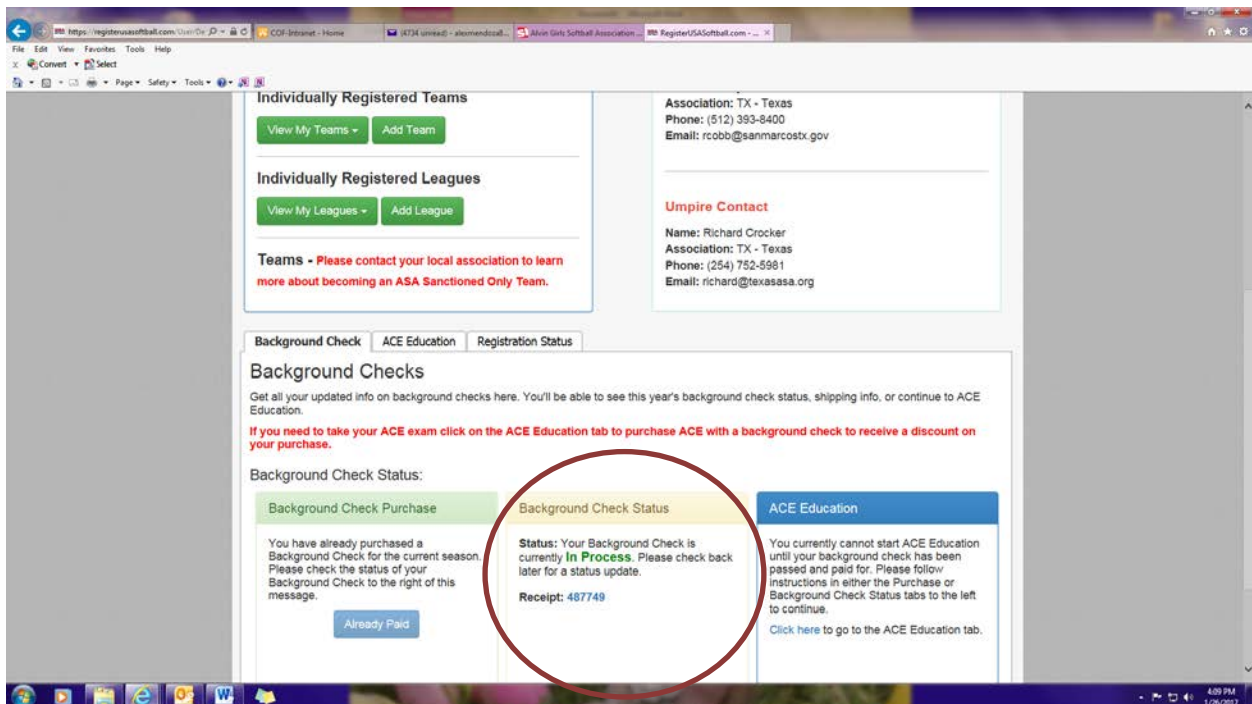 https://registerusasoftball.com/User/De
COF-Intranet - Home
(4734 unread) - alexmendozall...
Alvin Girls Softball Association ...
RegisterUSASoftball.com - ...
File Edit View Favorites Tools Help
x Convert Select
Page Safety Tools
Individually Registered Teams
View My Teams Add Team
Individually Registered Leagues
View My Leagues Add League
Teams - Please contact your local association to learn
more about becoming an ASA Sanctioned Only Team.
Association: TX - Texas
Phone: (512) 393-8400
Email: rcobb@sanmarcostx.gov
Umpire Contact
Name: Richard Crocker
Association: TX - Texas
Phone: (254) 752-5981
Email: richard@texasasa.org
Background Check ACE Education Registration Status
Background Checks
Get all your updated info on background checks here. You'll be able to see this year's background check status, shipping info, or continue to ACE
Education.
If you need to take your ACE exam click on the ACE Education tab to purchase ACE with a background check to receive a discount on
your purchase.
Background Check Status:
Background Check Purchase
You have already purchased a
Background Check for the current season.
Please check the status of your
Background Check to the right of this
message.
Already Paid
Background Check Status
Status: Your Background Check is
currently In Process. Please check back
later for a status update.
Receipt: 487749
ACE Education
You currently cannot start ACE Education
until your background check has been
passed and paid for. Please follow
instructions in either the Purchase or
Background Check Status tabs to the left
to continue.
Click here to go to the ACE Education tab.
4:09 PM
1/26/2017